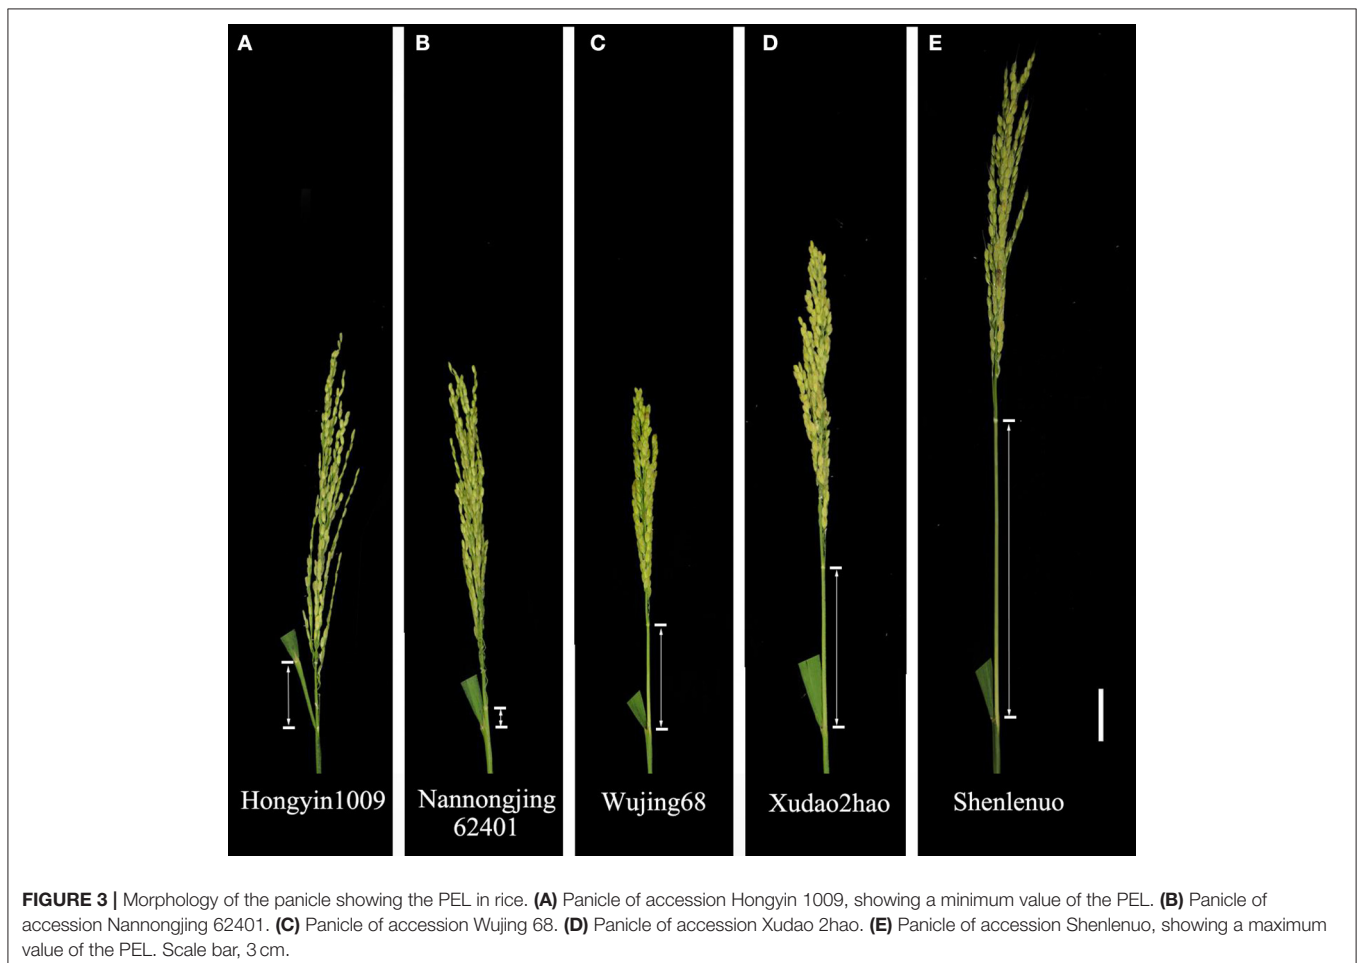 A B C D E
Hongyin1009
Nannongjing
62401
Wujing68
Xudao2hao
Shenlenuo
FIGURE 3 | Morphology of the panicle showing the PEL in rice. (A) Panicle of accession Hongyin 1009, showing a minimum value of the PEL. (B) Panicle of
accession Nannongjing 62401. (C) Panicle of accession Wujing 68. (D) Panicle of accession Xudao 2hao. (E) Panicle of accession Shenlenuo, showing a maximum
value of the PEL. Scale bar, 3 cm.